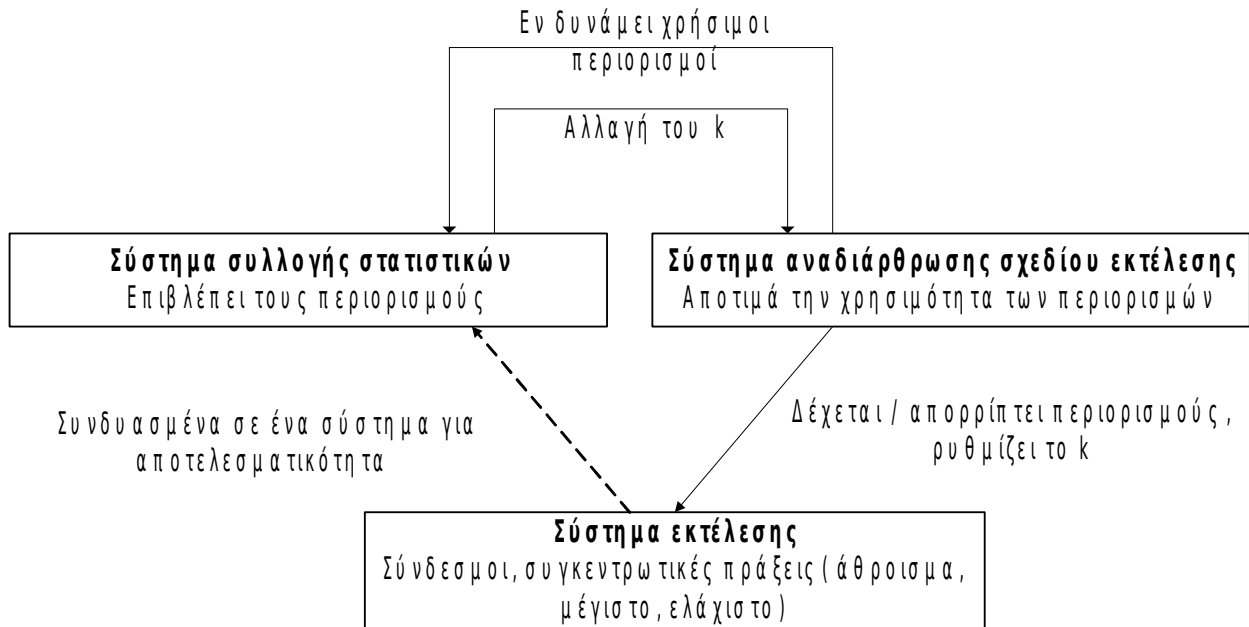 Εν δυνάμει χρήσιμοι
περιορισμοί
Αλλαγή του k
Σύστημα συλλογής στατιστικών
Επιβλέπει τους περιορισμούς
Σύστημα αναδιάρθρωσης σχεδίου εκτέλεσης
Αποτιμά την χρησιμότητα των περιορισμών
Συνδυασμένα σε ένα σύστημα για
αποτελεσματικότητα
Δέχεται / απορρίπτει περιορισμούς,
ρυθμίζει το k
Σύστημα εκτέλεσης
Σύνδεσμοι, συγκεντρωτικές πράξεις (άθροισμα,
μέγιστο, ελάχιστο)